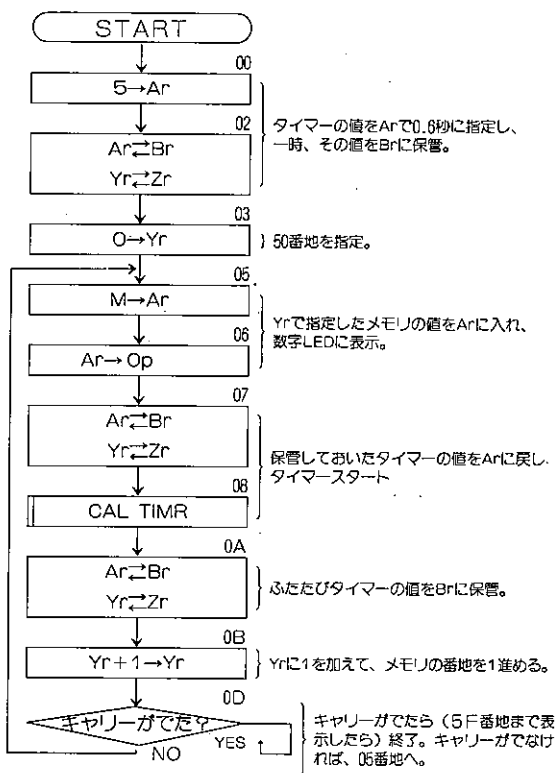 START
00
5→Ar
02
Ar⇄Br
Yr⇄Zr
タイマーの値をArで0.6秒に指定し、
一時、その値をBrに保管。
03
0→Yr
50番地を指定。
05
M→Ar
06
Ar→Op
Yrで指定したメモリの値をArに入れ、
数字LEDに表示。
07
Ar⇄Br
Yr⇄Zr
08
CAL TIMR
保管しておいたタイマーの値をArに戻し、
タイマースタート
0A
Ar⇄Br
Yr⇄Zr
ふたたびタイマーの値をBrに保管。
0B
Yr+1→Yr
Yrに1を加えて、メモリの番地を1進める。
0D
キャリーがでた?
YES
NO
キャリーがでたら(5F番地まで表
示したら)終了。キャリーがでなけ
れば、05番地へ。